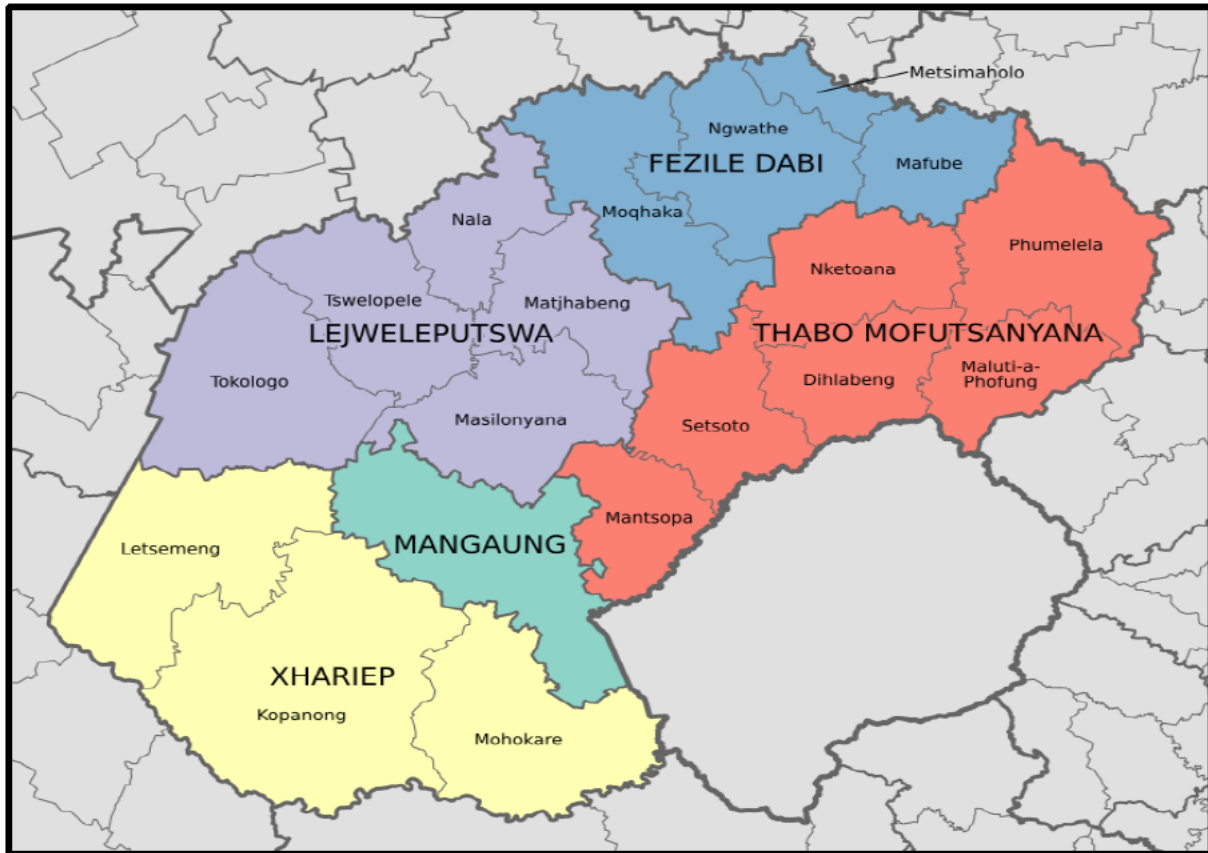 Metsimaholo
Ngwathe
FEZILE DABI
Mafube
Nala
Moqhaka
Phumelela
Nketoana
Tswelopele
Matjhabeng
LEJWELEPUTSWA
THABO MOFUTSANYANA
Tokologo
Dihlabeng
Maluti-a-
Phofung
Masilonyana
Setsoto
Mantsopa
Letsemeng
MANGAUNG
XHARIEP
Kopanong
Mohokare